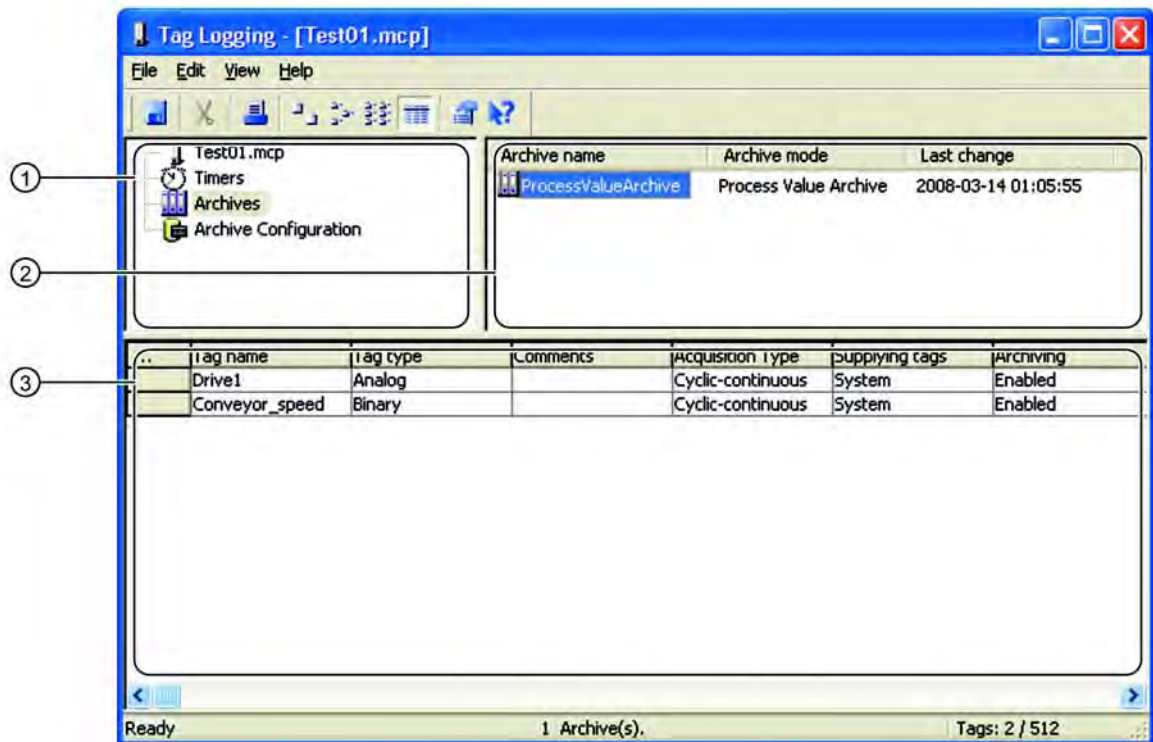 Tag Logging - [Test01.mcp]
File Edit View Help
① Test01.mcp
Timers
Archives
Archive Configuration
②
Archive name Archive mode Last change
ProcessValueArchive Process Value Archive 2008-03-14 01:05:55
③
.. Tag name Tag type Comments Acquisition Type Supplying tags Archiving
Drive1 Analog Cyclic-continuous System Enabled
Conveyor_speed Binary Cyclic-continuous System Enabled
Ready 1 Archive(s). Tags: 2 / 512